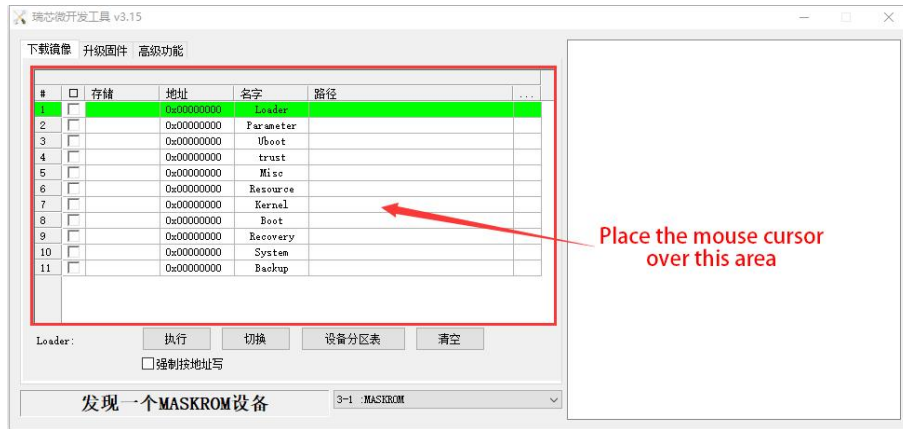 瑞芯微开发工具 v3.15
下载镜像 升级固件 高级功能
# 存储 地址 名字 路径 ...
1 0x00000000 Loader
2 0x00000000 Parameter
3 0x00000000 Uboot
4 0x00000000 trust
5 0x00000000 Misc
6 0x00000000 Resource
7 0x00000000 Kernel
8 0x00000000 Boot
9 0x00000000 Recovery
10 0x00000000 System
11 0x00000000 Backup
Place the mouse cursor
over this area
Loader: 执行 切换 设备分区表 清空
强制按地址写
发现一个MASKROM设备 3-1 :MASKROM